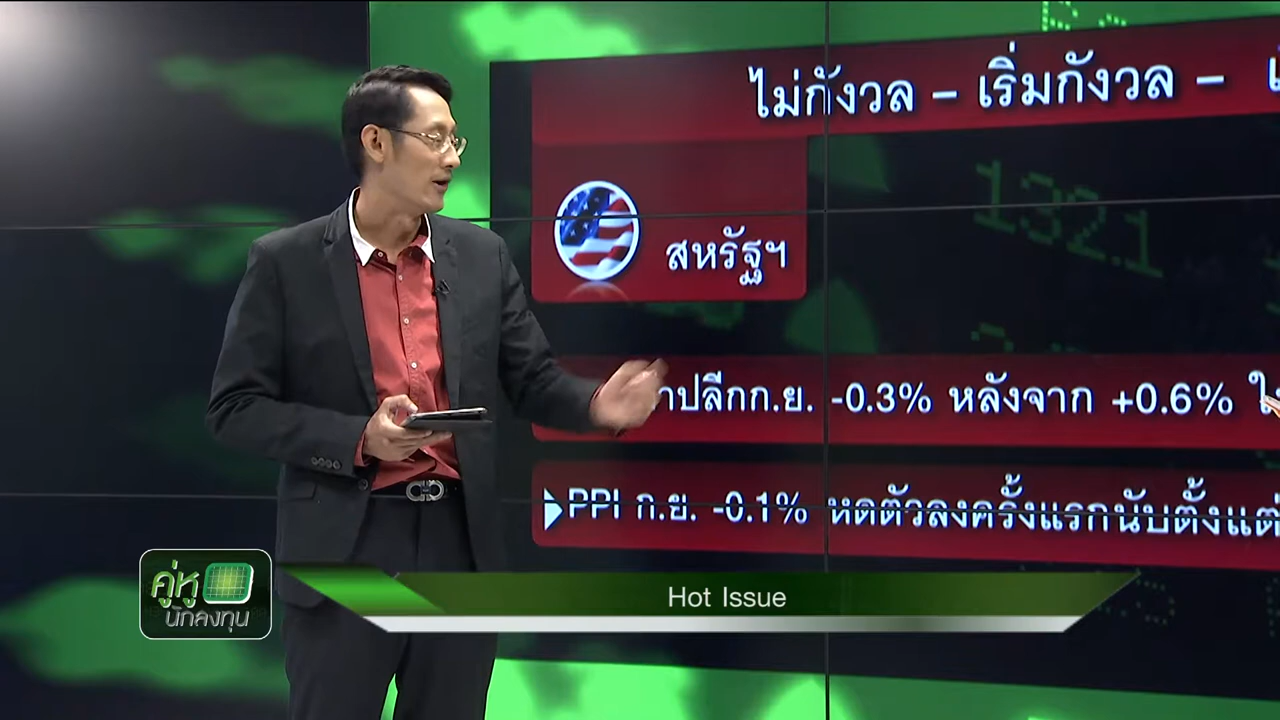 ไม่กังวล – เริ่มกังวล –
สหรัฐฯ
าปลีกก.ย. -0.3% หลังจาก +0.6% ใ
PPI ก.ย. -0.1% หดตัวลงครั้งแรกนับตั้งแต่
คู่หู
นักลงทุน
Hot Issue